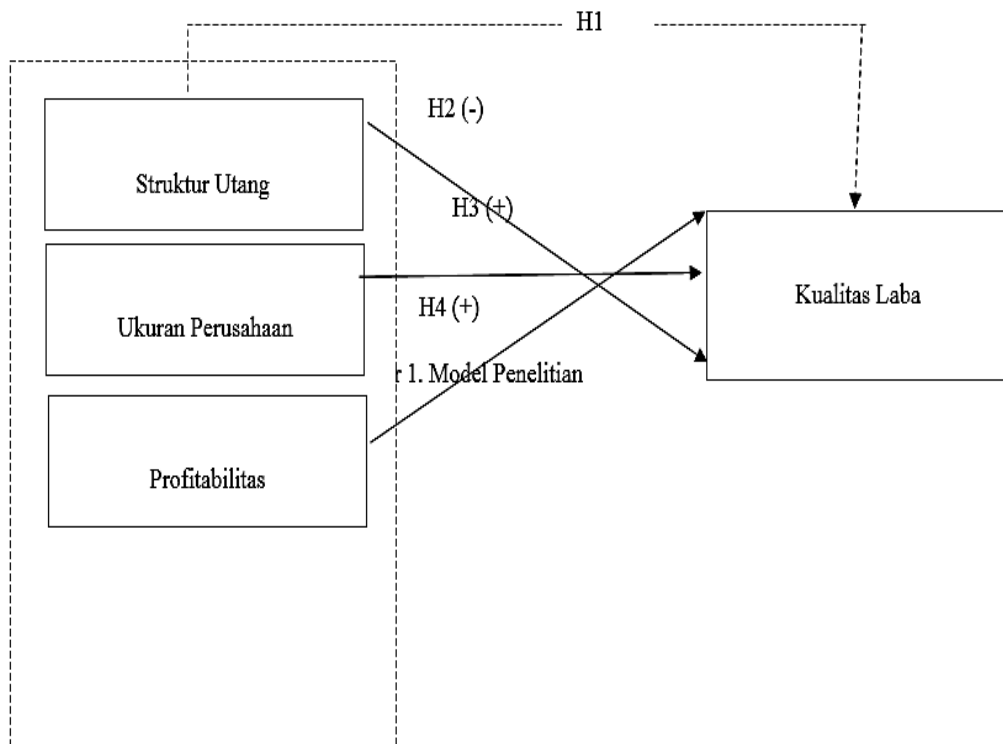 H1
H2 (-)
Struktur Utang
H3 (+)
Kualitas Laba
H4 (+)
Ukuran Perusahaan
r 1. Model Penelitian
Profitabilitas